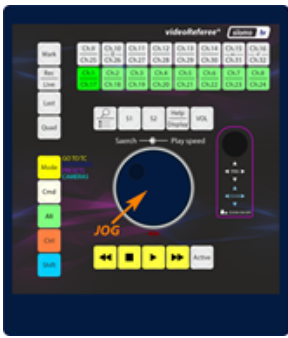 videoReferee® slomo tv
Mark
Ch.9 Ch.10 Ch.11 Ch.12 Ch.13 Ch.14 Ch.15 Ch.16
Ch.25 Ch.26 Ch.27 Ch.28 Ch.29 Ch.30 Ch.31 Ch.32
Rec
Live
Ch.1 Ch.2 Ch.3 Ch.4 Ch.5 Ch.6 Ch.7 Ch.8
Ch.17 Ch.18 Ch.19 Ch.20 Ch.21 Ch.22 Ch.23 Ch.24
Last
Quad
S1 S2 Help VOL
Display
Search Play speed
Mode GO TO TC
CAMERAS
Cmd
Alt
Ctrl
Shift
JOG
Active